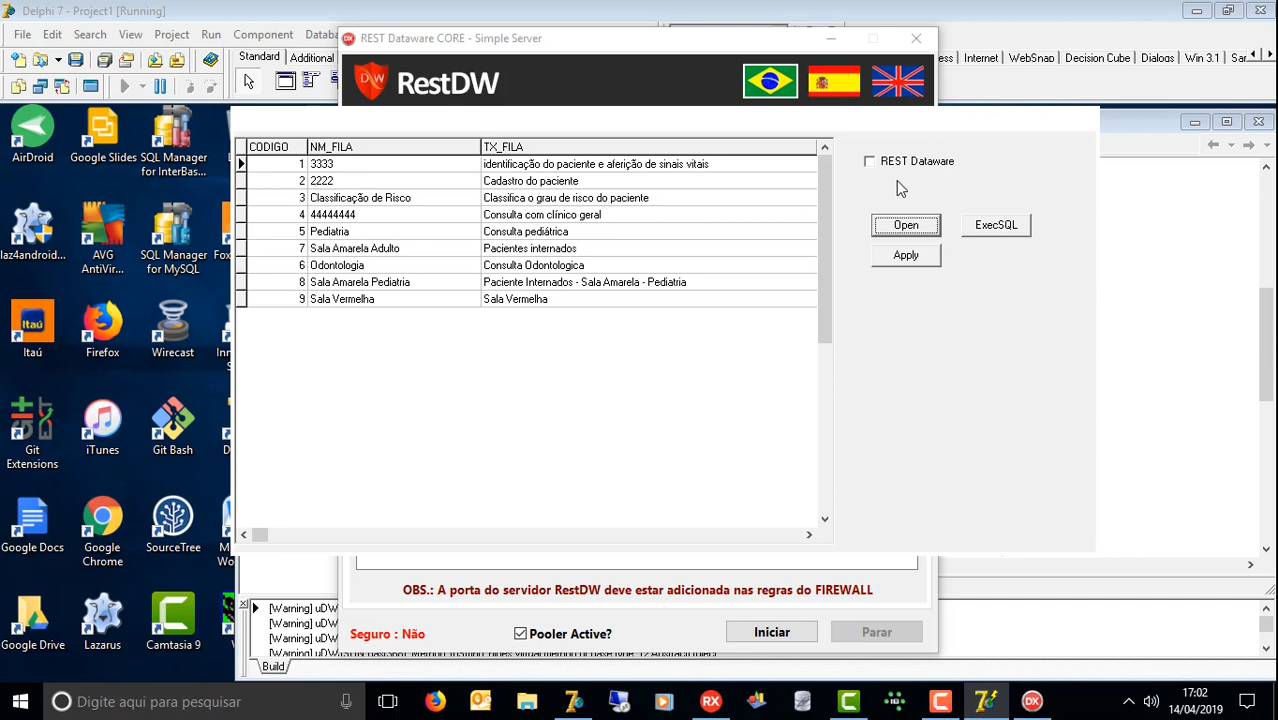 Delphi 7 - Project1 [Running]
File Edit Search View Project Run Component
REST Dataware CORE - Simple Server
Standard Additional
Internet WebSnap Decision Cube Dialogs Win 3.1
RestDW
CODIGO NM_FILA TX_FILA
1 3333 identificação do paciente e aferição de sinais vitais
2 2222 Cadastro do paciente
3 Classificação de Risco Classifica o grau de risco do paciente
4 44444444 Consulta com clínico geral
5 Pediatria Consulta pediátrica
7 Sala Amarela Adulto Pacientes internados
6 Odontologia Consulta Odontologica
8 Sala Amarela Pediatria Paciente Internados - Sala Amarela - Pediatria
9 Sala Vermelha Sala Vermelha
REST Dataware
Open ExecSQL
Apply
AirDroid
Google Slides
SQL Manager
for InterBas...
laz4android...
AVG
AntiVir...
SQL Manager
for MySQL
Itaú
Firefox
Wirecast
Git
Extensions
iTunes
Git Bash
Google Docs
Google
Chrome
SourceTree
Google Drive
Lazarus
Camtasia 9
OBS.: A porta do servidor RestDW deve estar adicionada nas regras do FIREWALL
Seguro : Não
Pooler Active?
Iniciar Parar
[Warning] uDW
[Warning] uDW
[Warning] uDW
Build
Digite aqui para pesquisar
17:02
14/04/2019